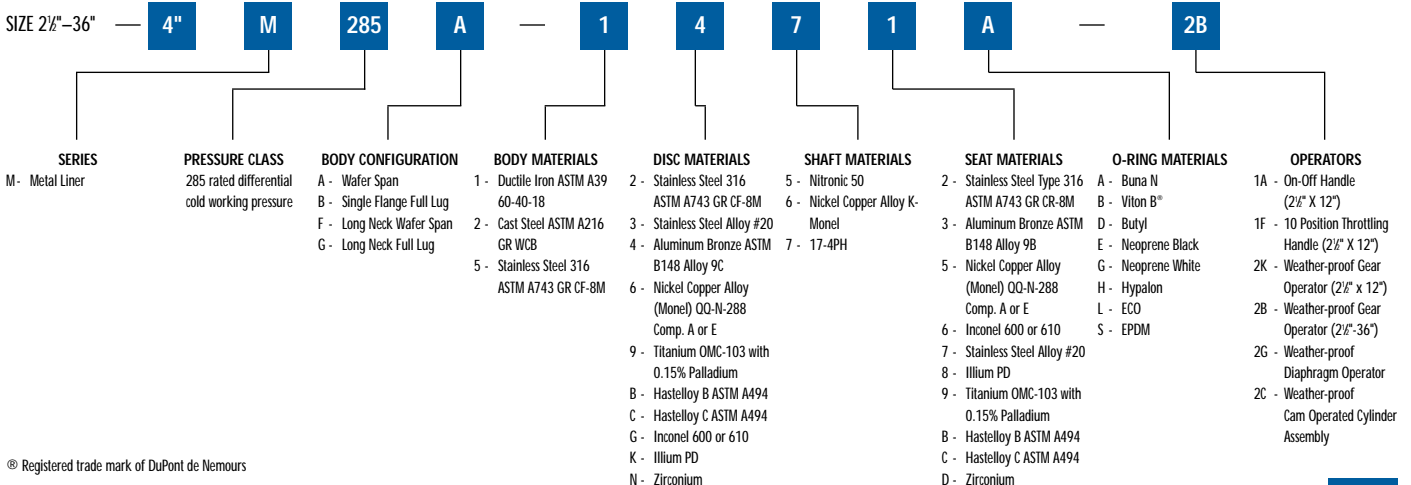 SIZE 2½"–36" — 4" M 285 A — 1 4 7 1 A — 2B
SERIES
M- Metal Liner
PRESSURE CLASS
285 rated differential
cold working pressure
BODY CONFIGURATION
A - Wafer Span
B - Single Flange Full Lug
F - Long Neck Wafer Span
G - Long Neck Full Lug
BODY MATERIALS
1 - Ductile Iron ASTM A39
60-40-18
2 - Cast Steel ASTM A216
GR WCB
5 - Stainless Steel 316
ASTM A743 GR CF-8M
DISC MATERIALS
2 - Stainless Steel 316
ASTM A743 GR CF-8M
3 - Stainless Steel Alloy #20
4 - Aluminum Bronze ASTM
B148 Alloy 9C
6 - Nickel Copper Alloy
(Monel) QQ-N-288
Comp. A or E
9 - Titanium OMC-103 with
0.15% Palladium
B - Hastelloy B ASTM A494
C - Hastelloy C ASTM A494
G - Inconel 600 or 610
K - Illium PD
N - Zirconium
SHAFT MATERIALS
5 - Nitronic 50
6 - Nickel Copper Alloy K-
Monel
7 - 17-4PH
SEAT MATERIALS
2 - Stainless Steel Type 316
ASTM A743 GR CR-8M
3 - Aluminum Bronze ASTM
B148 Alloy 9B
5 - Nickel Copper Alloy
(Monel) QQ-N-288
Comp. A or E
6 - Inconel 600 or 610
7 - Stainless Steel Alloy #20
8 - Illium PD
9 - Titanium OMC-103 with
0.15% Palladium
B - Hastelloy B ASTM A494
C - Hastelloy C ASTM A494
D - Zirconium
O-RING MATERIALS
A - Buna N
B - Viton B®
D - Butyl
E - Neoprene Black
G - Neoprene White
H - Hypalon
L - ECO
S - EPDM
OPERATORS
1A - On-Off Handle
(2½" X 12")
1F - 10 Position Throttling
Handle (2½" X 12")
2K - Weather-proof Gear
Operator (2½" x 12")
2B - Weather-proof Gear
Operator (2½"-36")
2G - Weather-proof
Diaphragm Operator
2C - Weather-proof
Cam Operated Cylinder
Assembly
® Registered trade mark of DuPont de Nemours